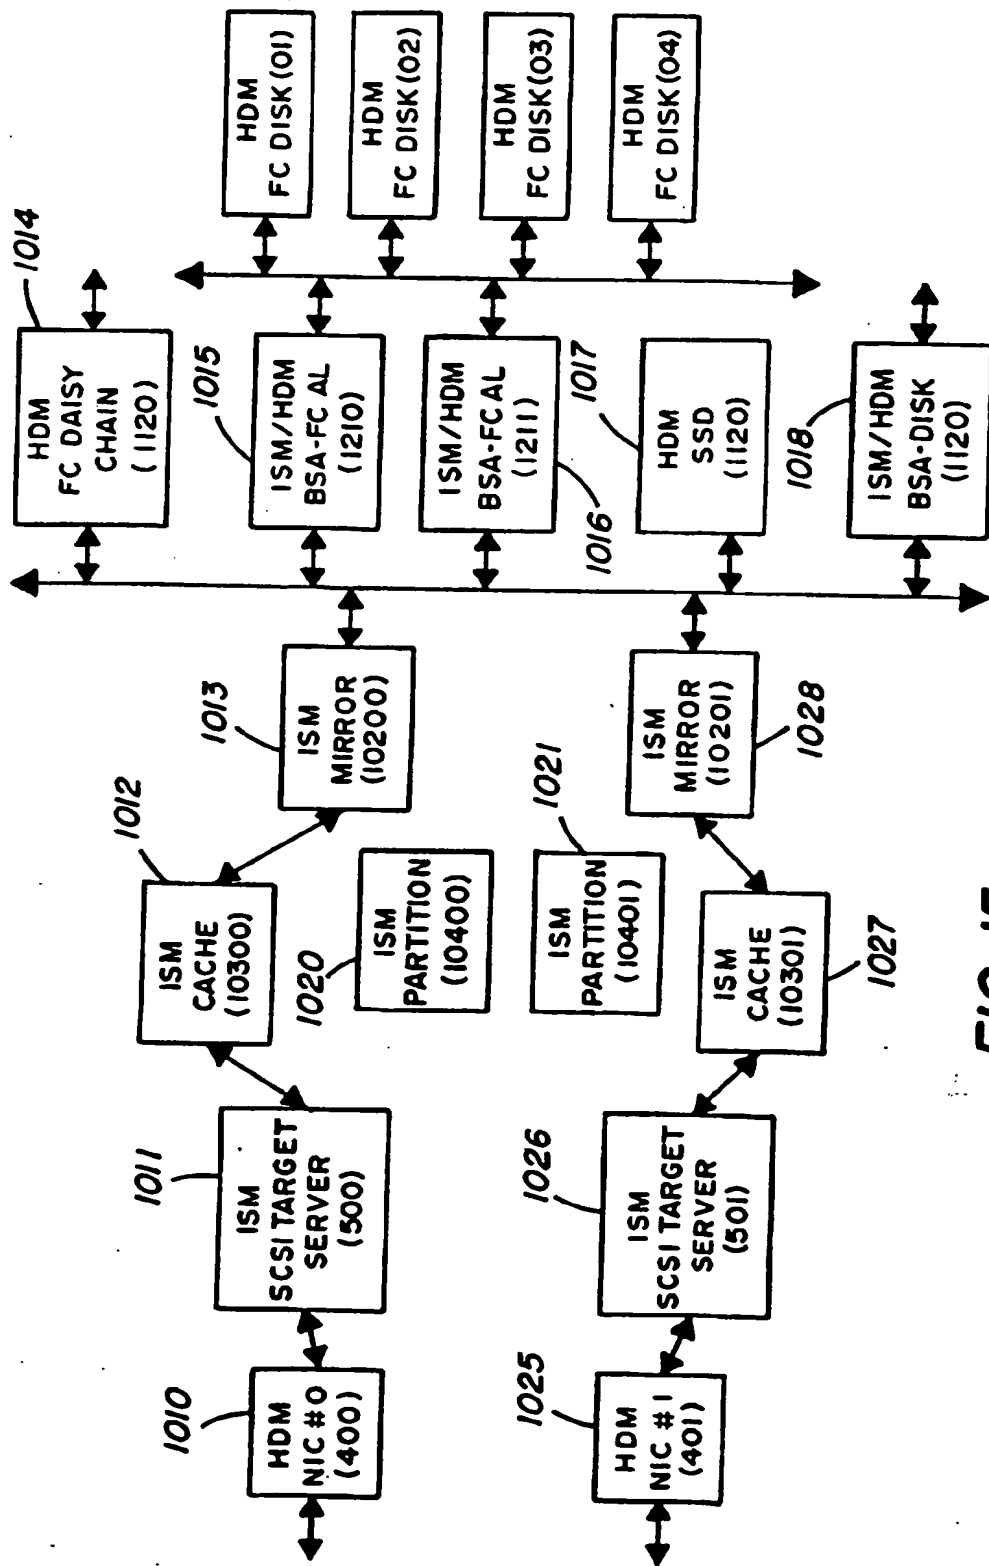 1010
HDM
NIC #0
(400)
1011
ISM
SCSI TARGET
SERVER
(500)
1012
ISM
CACHE
(10300)
1013
ISM
MIRROR
(10200)
1014
HDM
FC DAISY
CHAIN
(1120)
1015
ISM/HDM
BSA-FC AL
(1210)
ISM/HDM
BSA-FC AL
(1211)
1016
1017
HDM
SSD
(1120)
1018
ISM/HDM
BSA-DISK
(1120)
HDM
FC DISK(01)
HDM
FC DISK(02)
HDM
FC DISK(03)
HDM
FC DISK(04)
1020
ISM
PARTITION
(10400)
1021
ISM
PARTITION
(10401)
1025
HDM
NIC #1
(401)
1026
ISM
SCSI TARGET
SERVER
(501)
ISM
CACHE
(10301)
1027
ISM
MIRROR
(10201)
1028